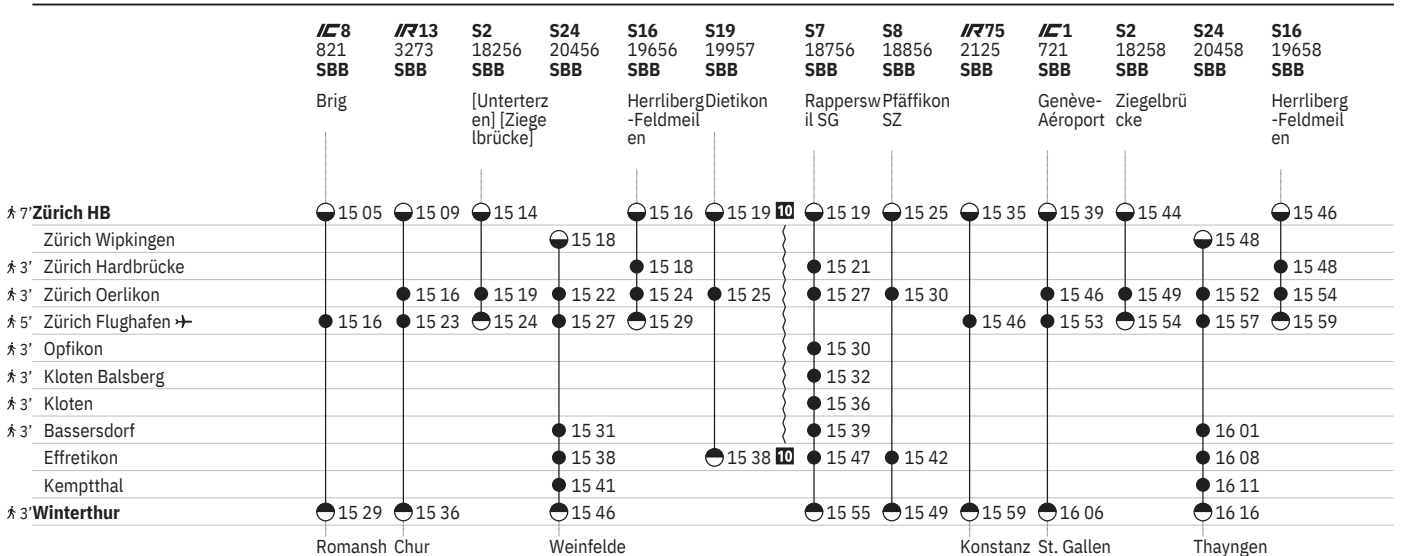 IC8 IR13 S2 S24 S16 S19 S7 S8 IR75 IC1 S2 S24 S16
821 3273 18256 20456 19656 19957 18756 18856 2125 721 18258 20458 19658
SBB SBB SBB SBB SBB SBB SBB SBB SBB SBB SBB SBB SBB
Brig [Unterterz Herrliberg Dietikon Rappersw Pfäffikon Genève- Ziegelbrü Herrliberg
en] [Ziege -Feldmeil il SG SZ Aéroport cke -Feldmeil
lbrücke] en en
7’ Zürich HB 15 05 15 09 15 14 15 16 15 19 10 15 19 15 25 15 35 15 39 15 44 15 46
Zürich Wipkingen 15 18 15 48
3’ Zürich Hardbrücke 15 18 15 21 15 48
3’ Zürich Oerlikon 15 16 15 19 15 22 15 24 15 25 15 27 15 30 15 46 15 49 15 52 15 54
5’ Zürich Flughafen 15 16 15 23 15 24 15 27 15 29 15 46 15 53 15 54 15 57 15 59
3’ Opfikon 15 30
3’ Kloten Balsberg 15 32
3’ Kloten 15 36
3’ Bassersdorf 15 31 15 39 16 01
Effretikon 15 38 15 38 10 15 47 15 42 16 08
Kemptthal 15 41 16 11
3’ Winterthur 15 29 15 36 15 46 15 55 15 49 15 59 16 06 16 16
Romansh Chur Weinfelde Konstanz St. Gallen Thayngen